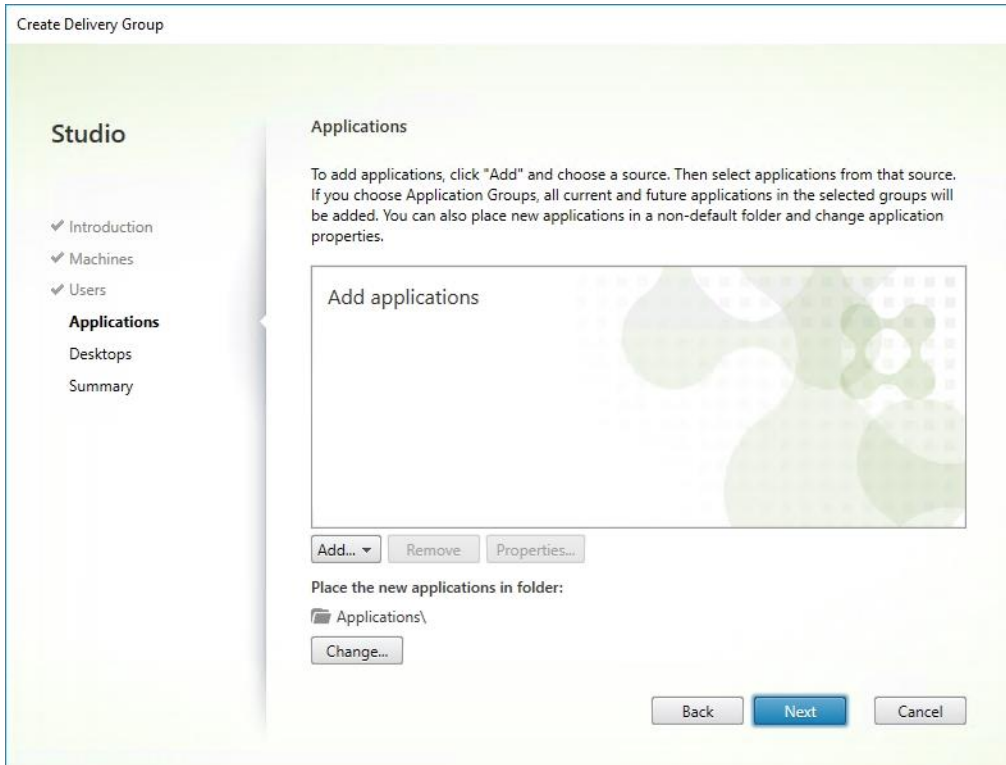 Create Delivery Group
Studio
Introduction
Machines
Users
Applications
Desktops
Summary
Applications
To add applications, click "Add" and choose a source. Then select applications from that source.
If you choose Application Groups, all current and future applications in the selected groups will
be added. You can also place new applications in a non-default folder and change application
properties.
Add applications
Add... Remove Properties...
Place the new applications in folder:
Applications\
Change...
Back Next Cancel